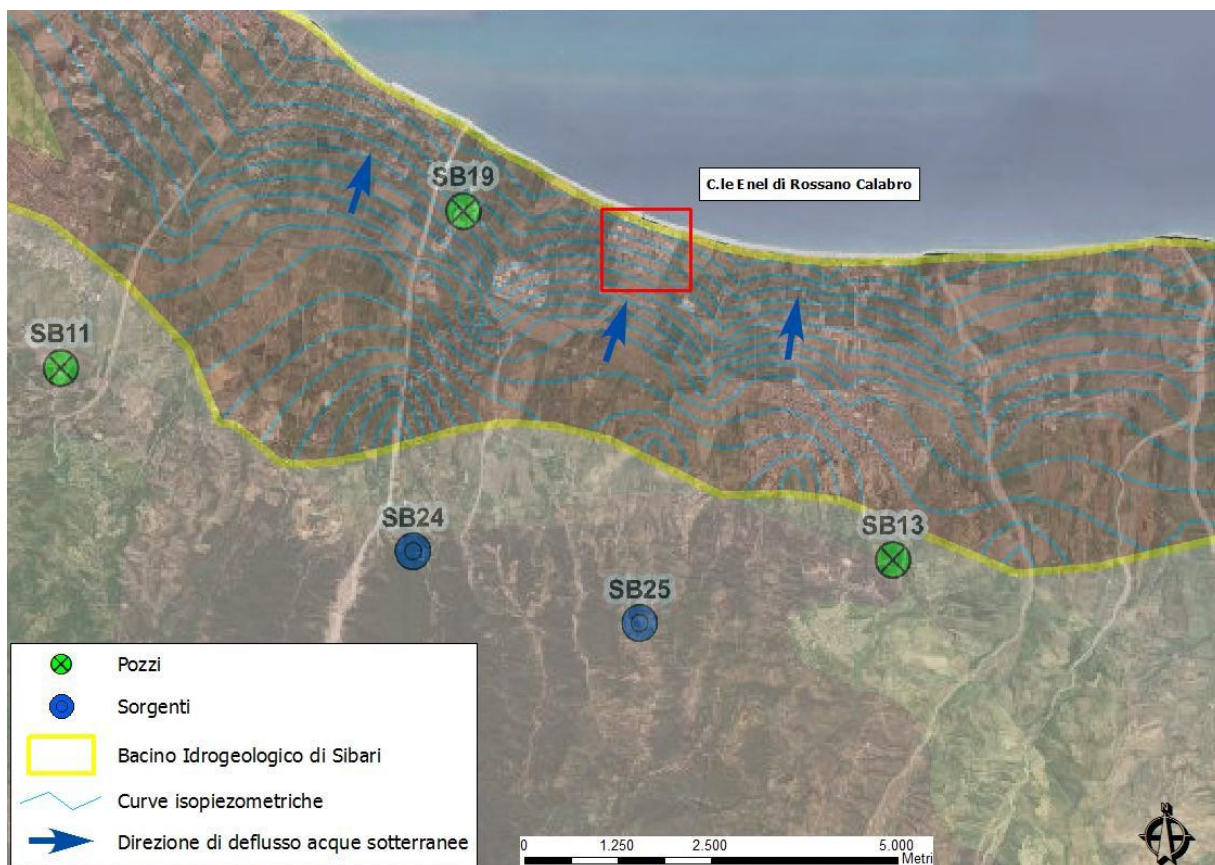 C.le Enel di Rossano Calabro
SB19
SB11
SB24
SB13
SB25
Pozzi
Sorgenti
Bacino Idrogeologico di Sibari
Curve isopiezometriche
Direzione di deflusso acque sotterranee
0 1.250 2.500 5.000
Metri
N